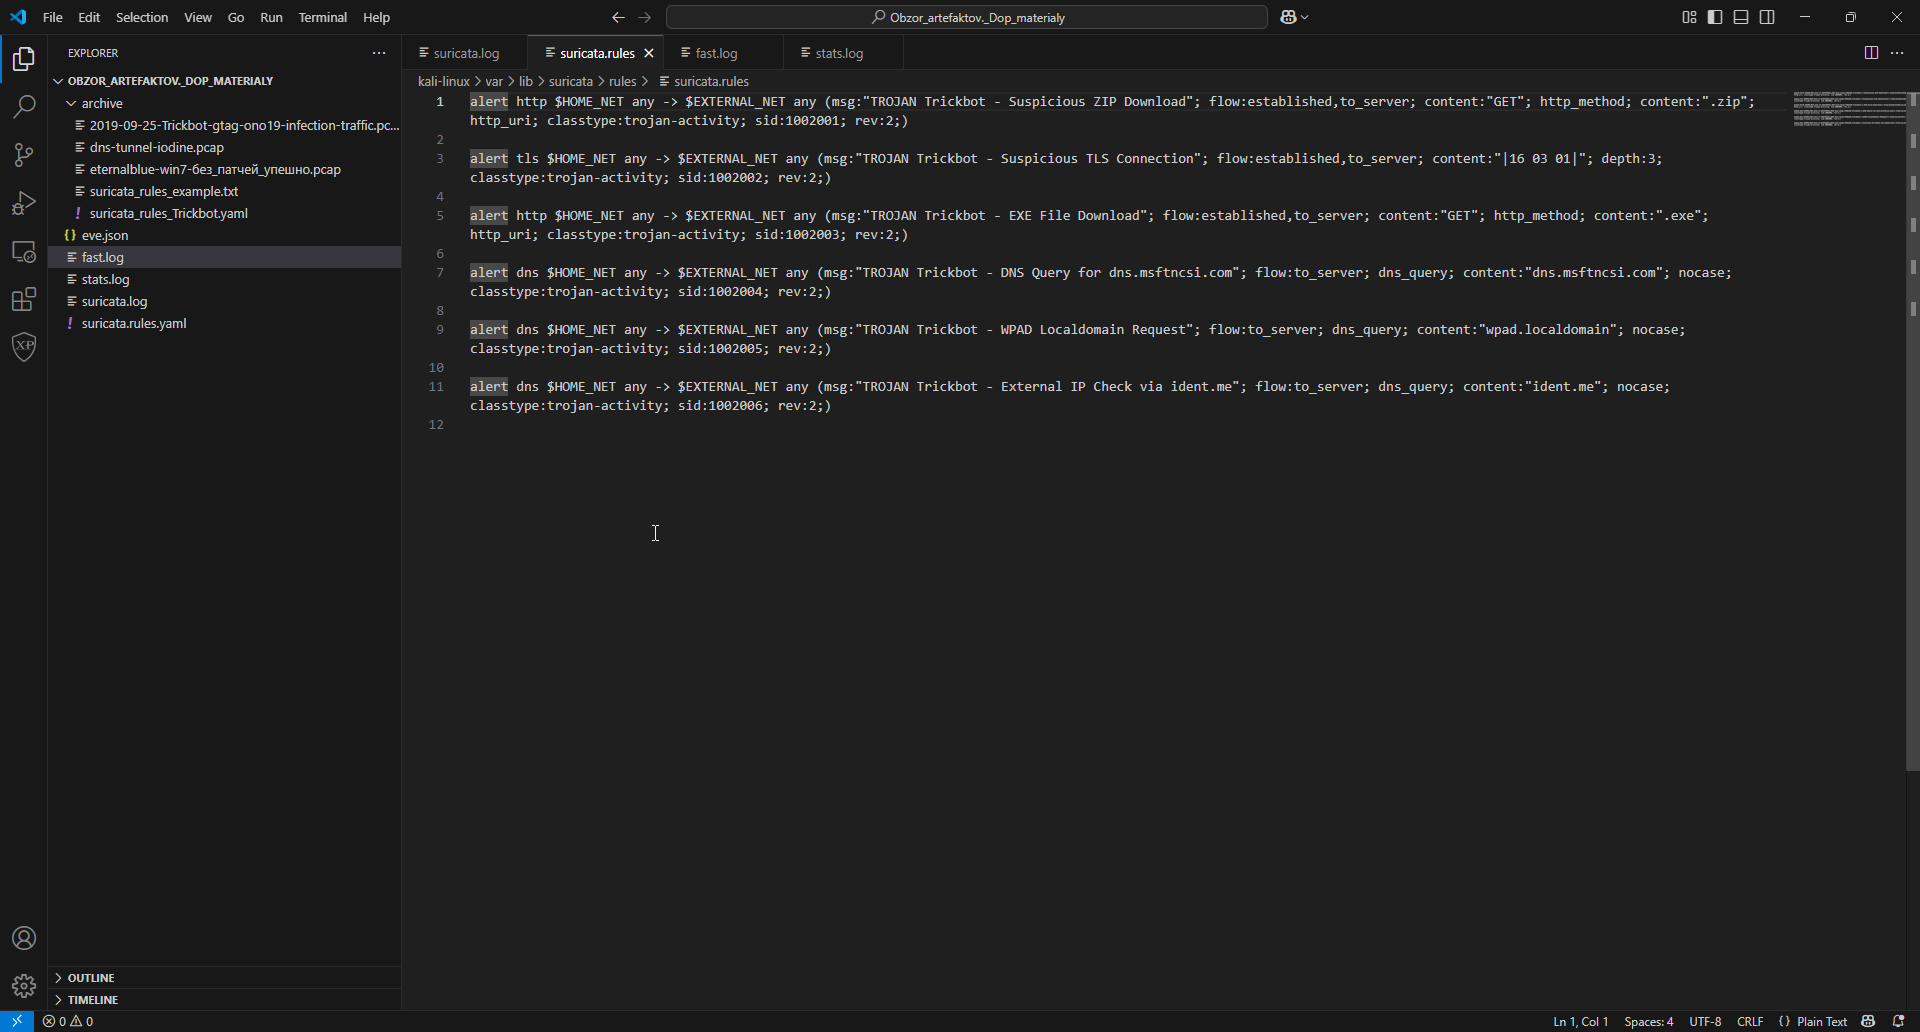 File Edit Selection View Go Run Terminal Help
Obzor_artefaktov._Dop_materialy
EXPLORER
OBZOR_ARTEFAKTOV._DOP_MATERIALY
archive
2019-09-25-Trickbot-gtag-ono19-infection-traffic.pc...
dns-tunnel-iodine.pcap
eternalblue-win7-без_патчей_упешно.pcap
suricata_rules_example.txt
! suricata_rules_Trickbot.yaml
{} eve.json
fast.log
stats.log
suricata.log
! suricata.rules.yaml
OUTLINE
TIMELINE
suricata.log suricata.rules fast.log stats.log
kali-linux > var > lib > suricata > rules > suricata.rules
1 alert http $HOME_NET any -> $EXTERNAL_NET any (msg:"TROJAN Trickbot - Suspicious ZIP Download"; flow:established,to_server; content:"GET"; http_method; content:".zip";
http_uri; classtype:trojan-activity; sid:1002001; rev:2;)
2
3 alert tls $HOME_NET any -> $EXTERNAL_NET any (msg:"TROJAN Trickbot - Suspicious TLS Connection"; flow:established,to_server; content:"|16 03 01|"; depth:3;
classtype:trojan-activity; sid:1002002; rev:2;)
4
5 alert http $HOME_NET any -> $EXTERNAL_NET any (msg:"TROJAN Trickbot - EXE File Download"; flow:established,to_server; content:"GET"; http_method; content:".exe";
http_uri; classtype:trojan-activity; sid:1002003; rev:2;)
6
7 alert dns $HOME_NET any -> $EXTERNAL_NET any (msg:"TROJAN Trickbot - DNS Query for dns.msftncsi.com"; flow:to_server; dns_query; content:"dns.msftncsi.com"; nocase;
classtype:trojan-activity; sid:1002004; rev:2;)
8
9 alert dns $HOME_NET any -> $EXTERNAL_NET any (msg:"TROJAN Trickbot - WPAD Localdomain Request"; flow:to_server; dns_query; content:"wpad.localdomain"; nocase;
classtype:trojan-activity; sid:1002005; rev:2;)
10
11 alert dns $HOME_NET any -> $EXTERNAL_NET any (msg:"TROJAN Trickbot - External IP Check via ident.me"; flow:to_server; dns_query; content:"ident.me"; nocase;
classtype:trojan-activity; sid:1002006; rev:2;)
12
XP
0 0
Ln 1, Col 1 Spaces: 4 UTF-8 CRLF {} Plain Text